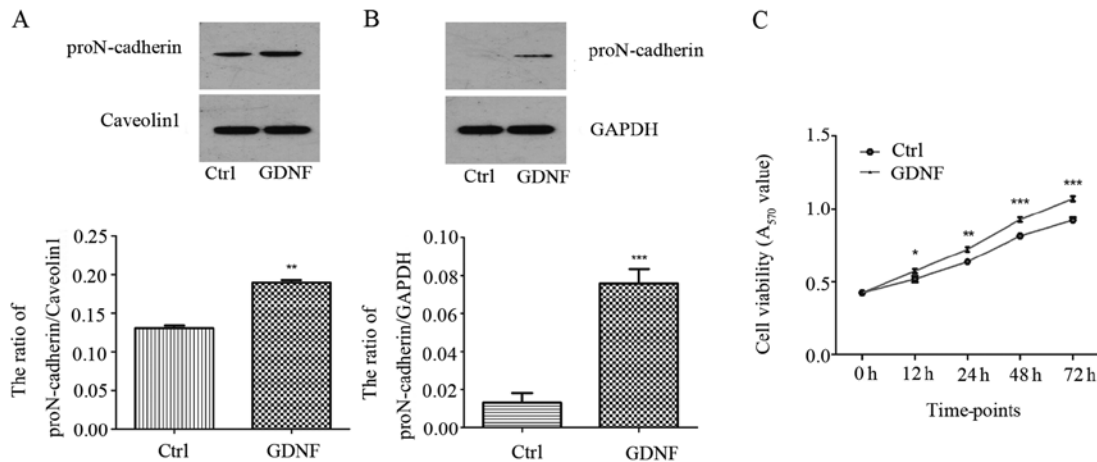 A
proN-cadherin
Caveolin1
Ctrl GDNF
The ratio of
proN-cadherin/Caveolin1
0.25
0.20
0.15
0.10
0.05
0.00
**
Ctrl GDNF
B
proN-cadherin
GAPDH
Ctrl GDNF
The ratio of
proN-cadherin/GAPDH
0.10
0.08
0.06
0.04
0.02
0.00
***
Ctrl GDNF
C
Cell viability (A570 value)
1.5
1.0
0.5
0.0
Ctrl
GDNF
* ** *** ***
0 h 12 h 24 h 48 h 72 h
Time-points